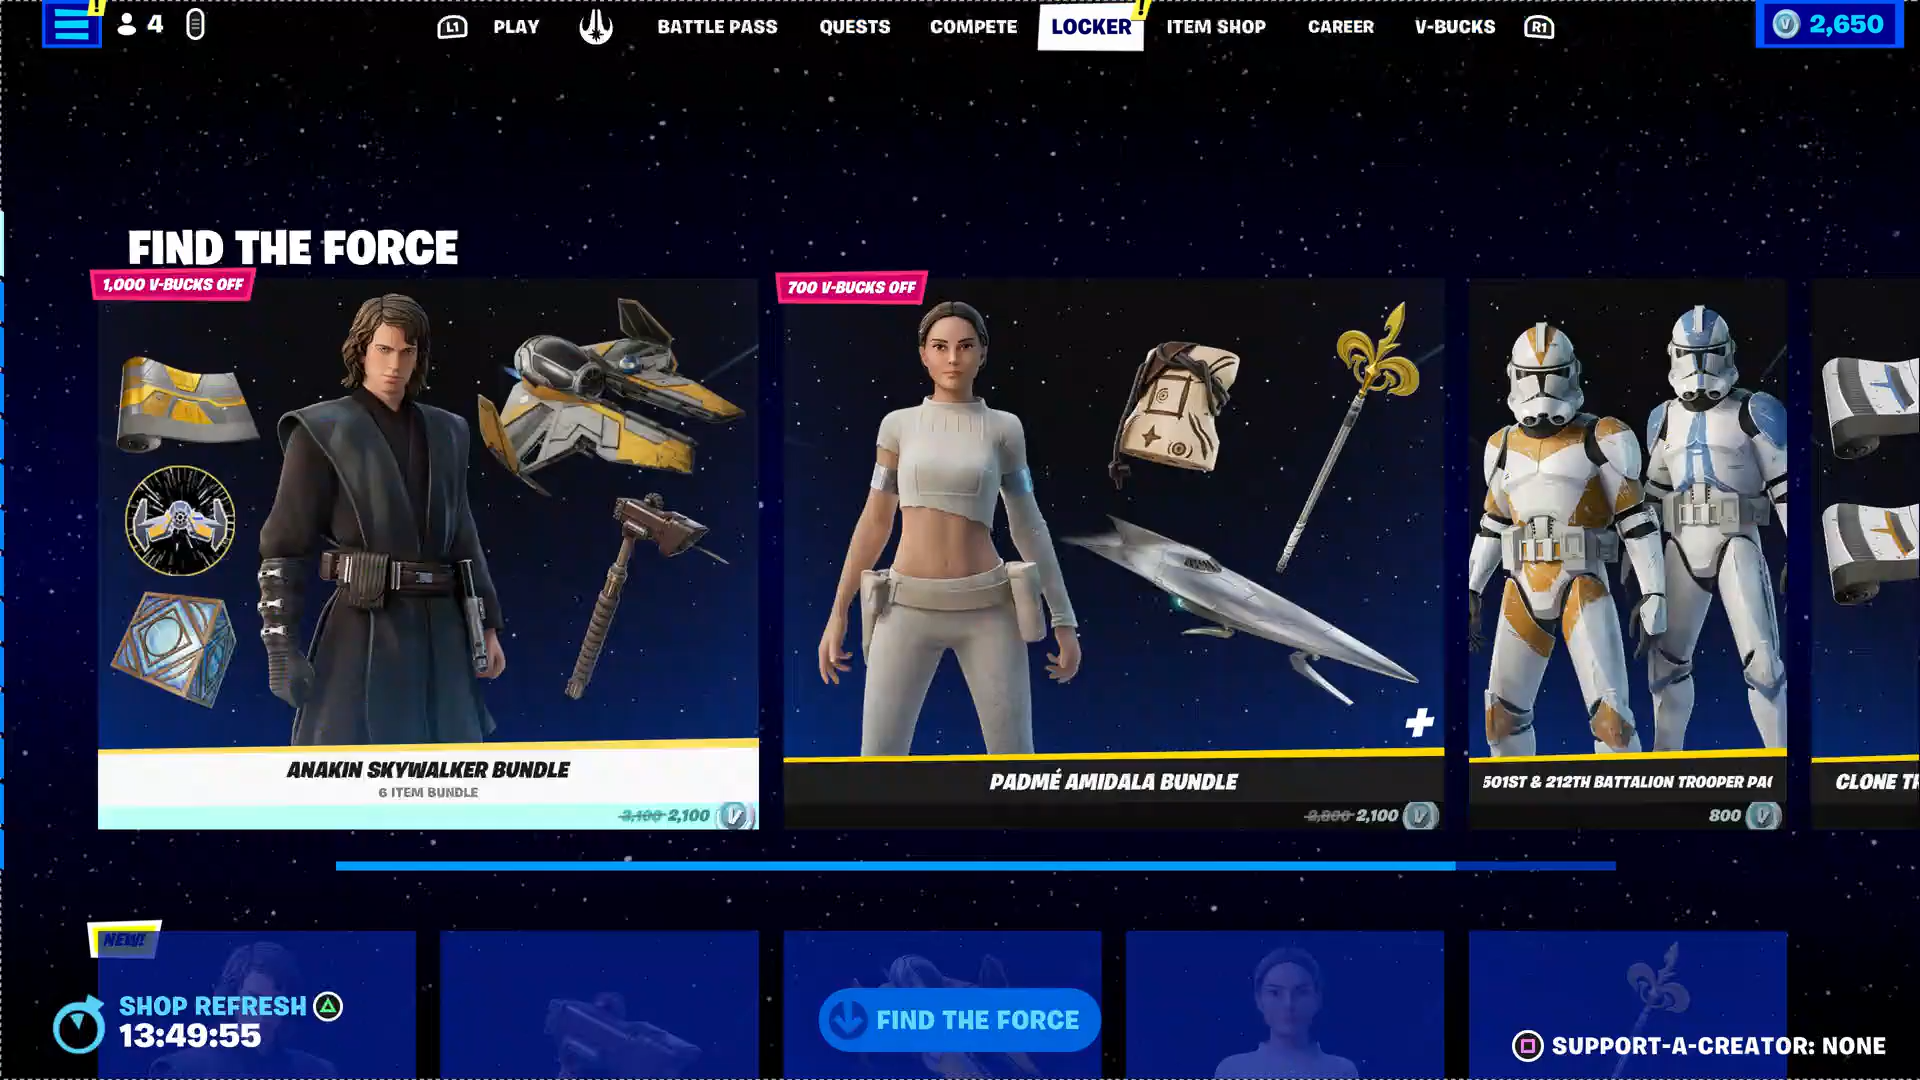 4
L1
PLAY
BATTLE PASS
QUESTS
COMPETE
LOCKER
ITEM SHOP
CAREER
V-BUCKS
R1
2,650
FIND THE FORCE
1,000 V-BUCKS OFF
700 V-BUCKS OFF
ANAKIN SKYWALKER BUNDLE
6 ITEM BUNDLE
3,100 2,100
PADMÉ AMIDALA BUNDLE
2,800 2,100
501ST & 212TH BATTALION TROOPER PA
800
CLONE T
NEW!
SHOP REFRESH
13:49:55
FIND THE FORCE
SUPPORT-A-CREATOR: NONE